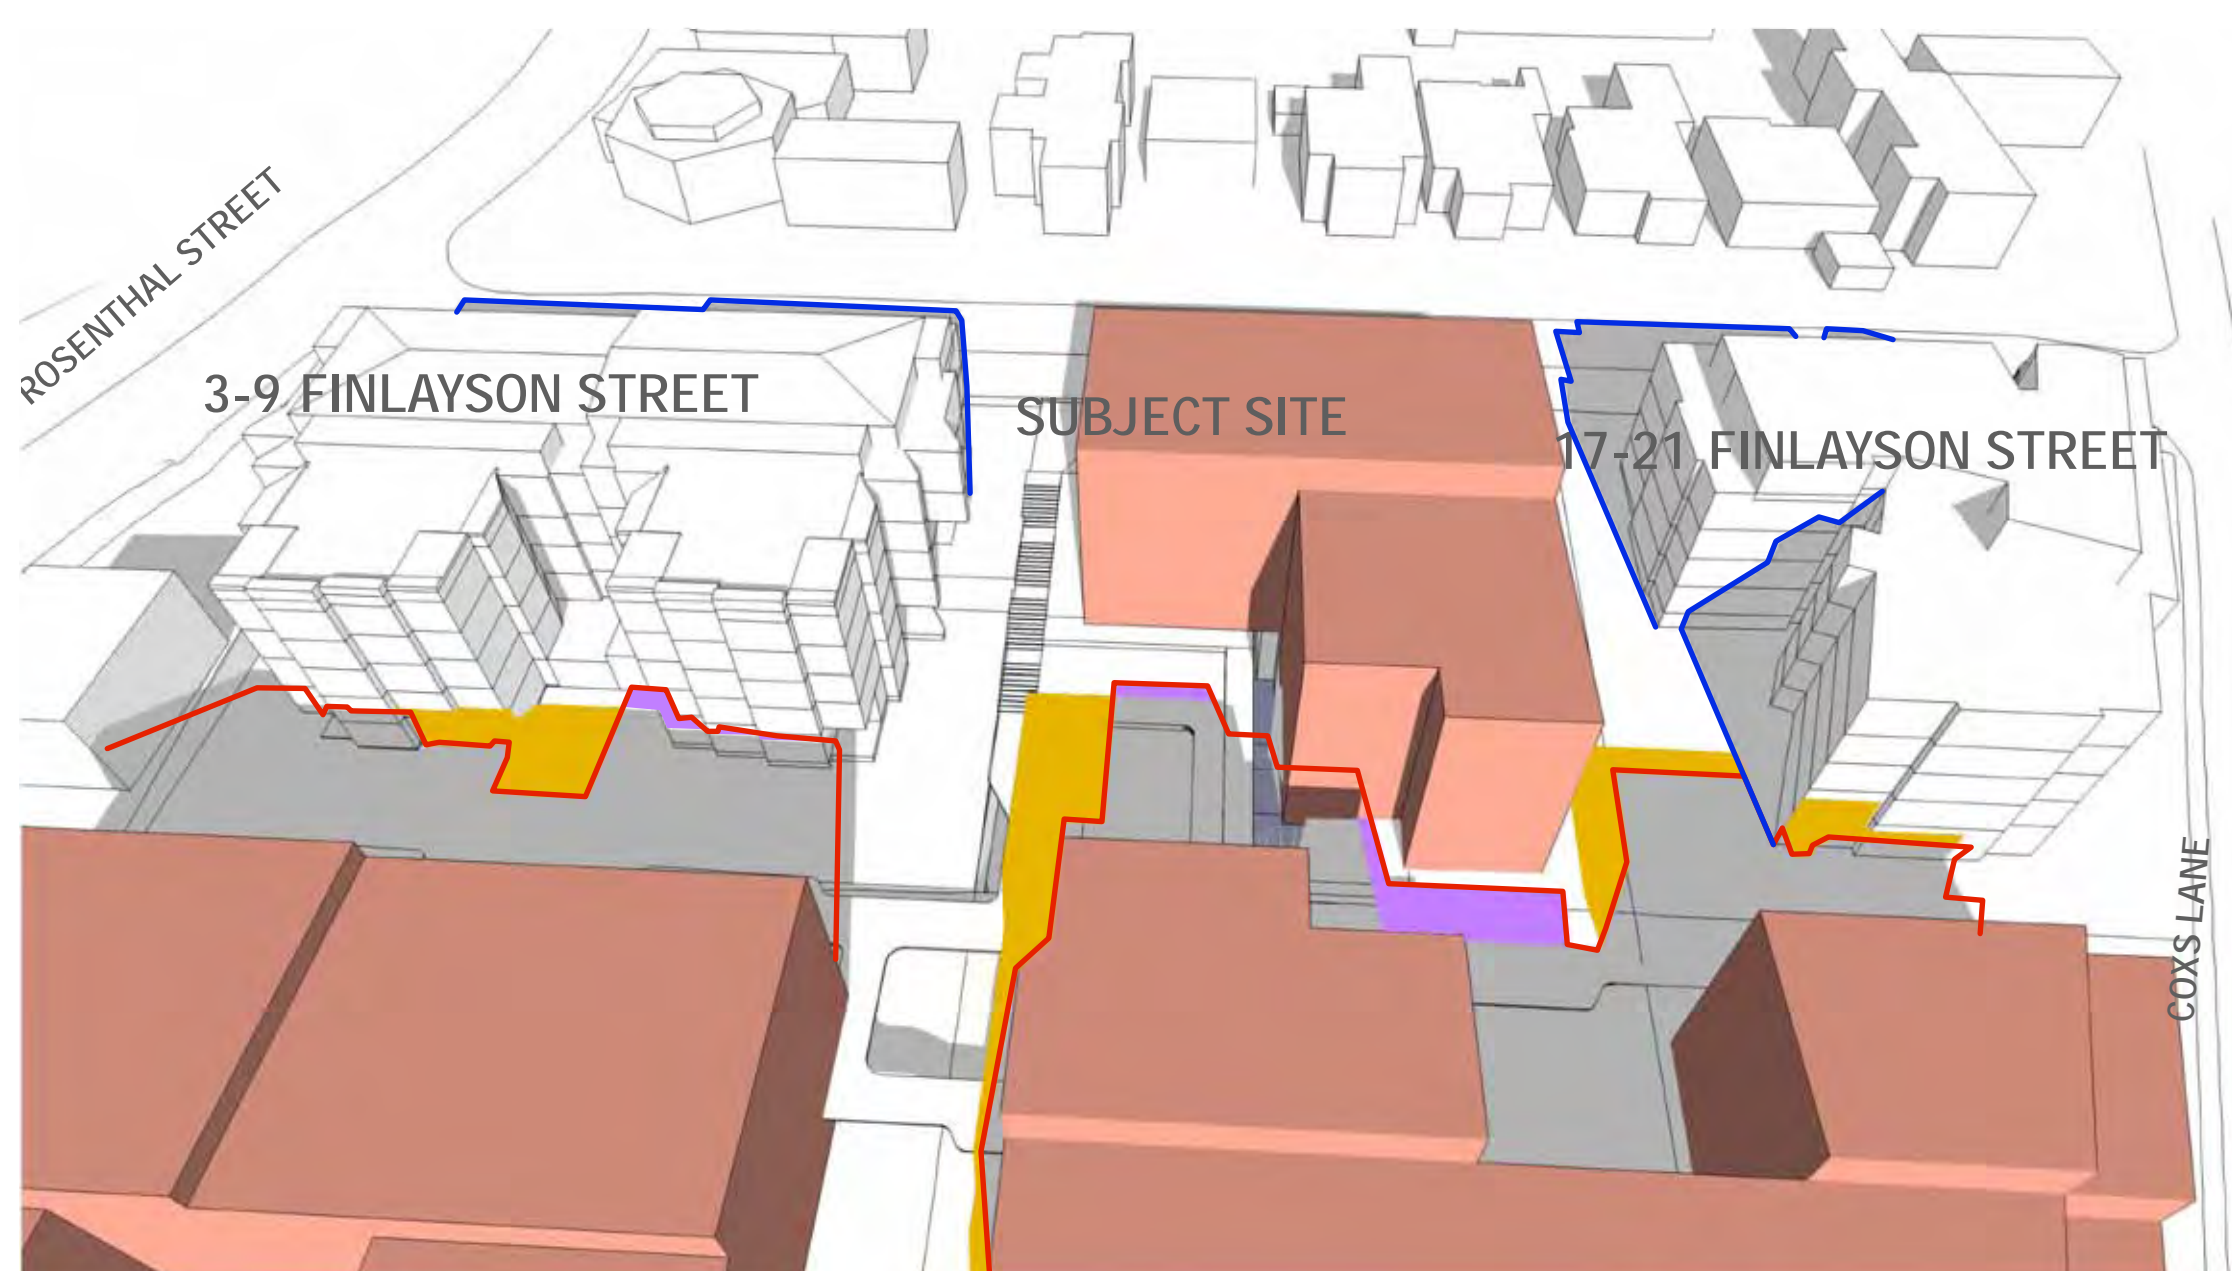 ROSENTHAL STREET
3-9 FINLAYSON STREET
SUBJECT SITE
17-21 FINLAYSON STREET
COXS LANE